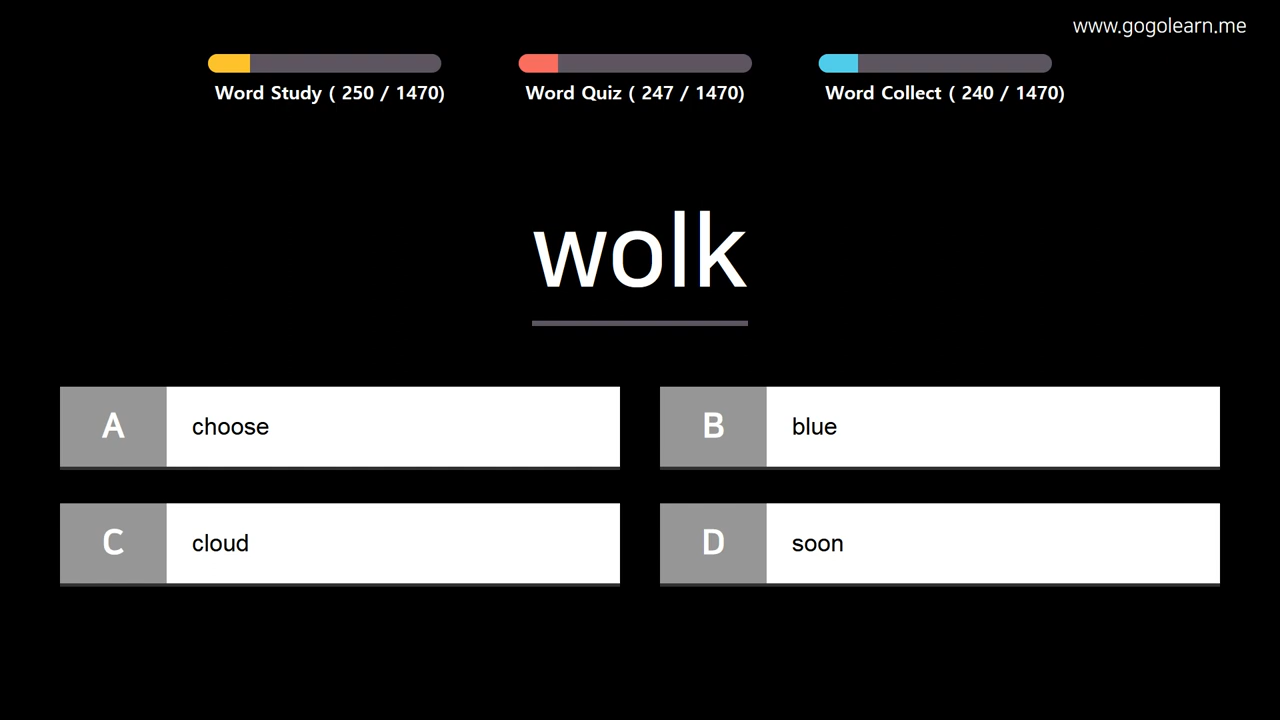 www.gogolearn.me
Word Study ( 250 / 1470)
Word Quiz ( 247 / 1470)
Word Collect ( 240 / 1470)
wolk
A choose
B blue
C cloud
D soon